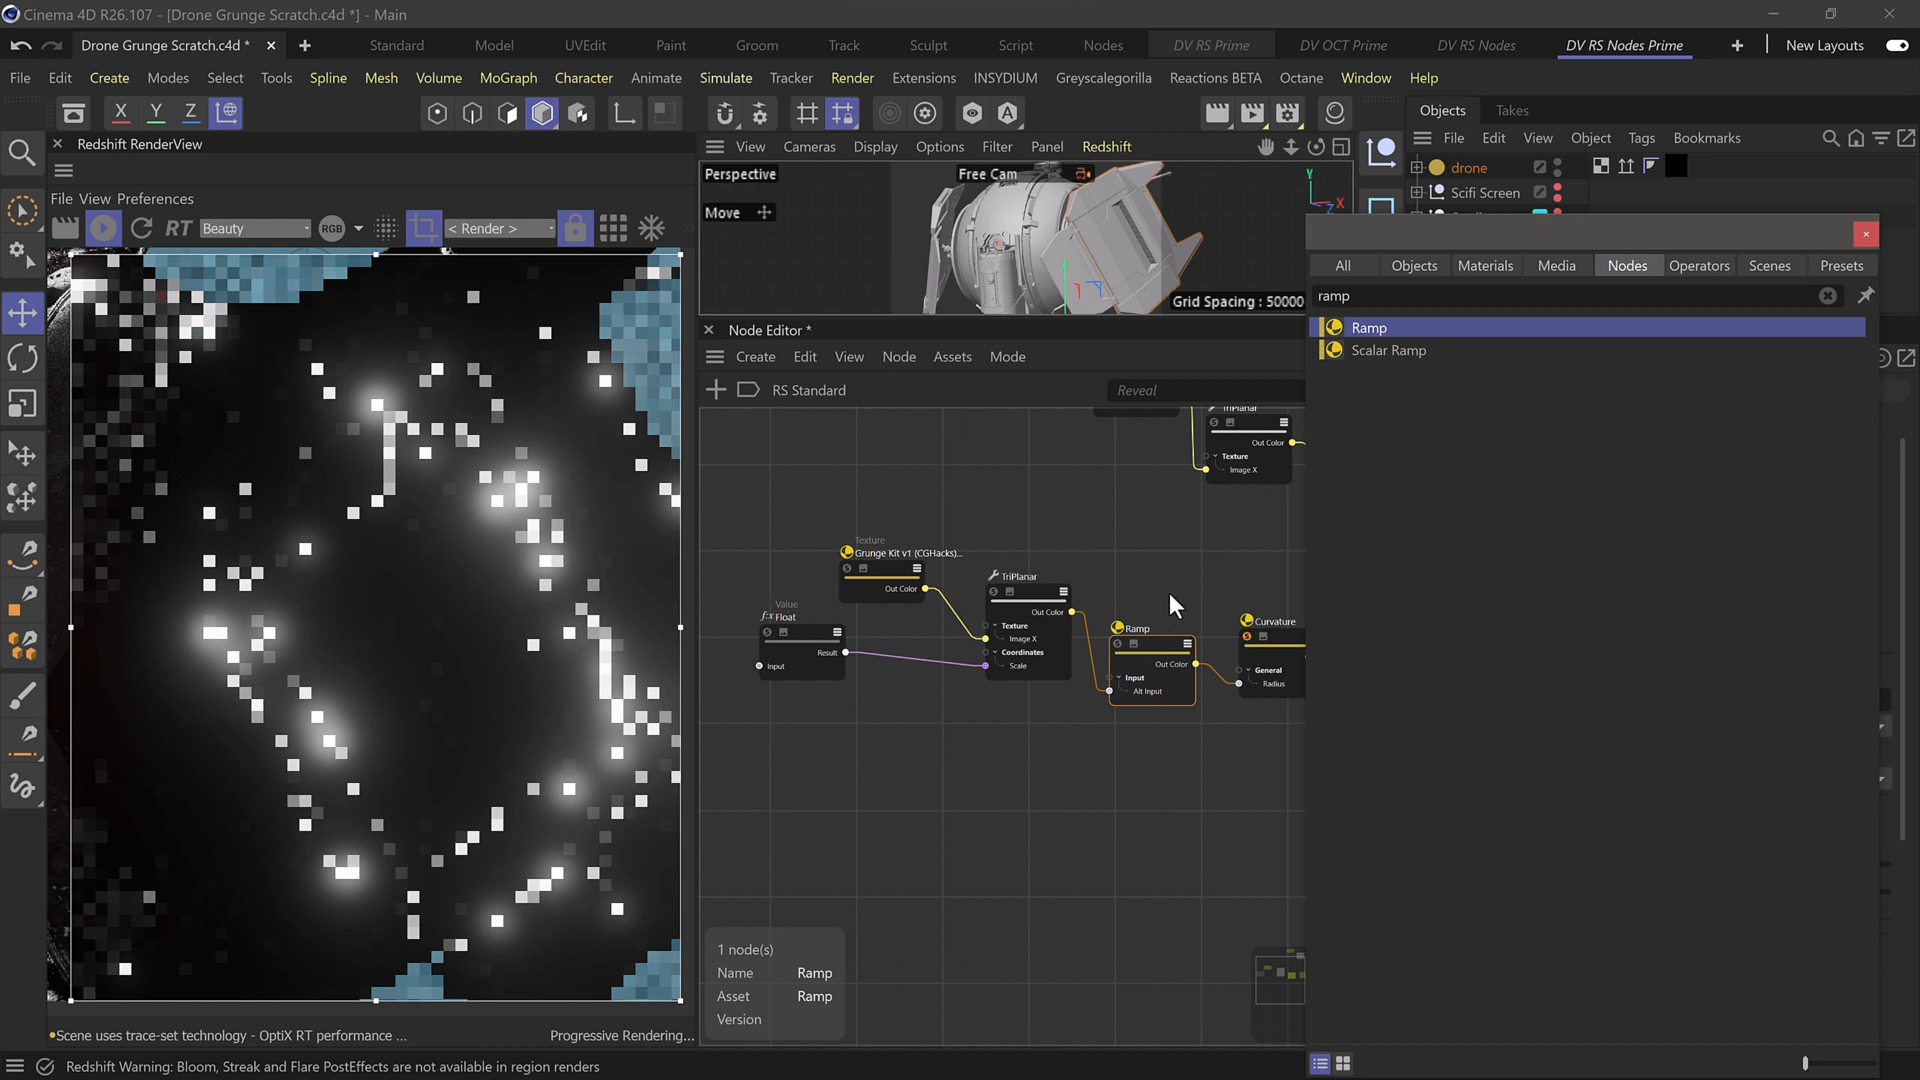 Cinema 4D R26.107 - [Drone Grunge Scratch.c4d *] - Main
Drone Grunge Scratch.c4d *
Standard
Model
UVEdit
Paint
Groom
Track
Sculpt
Script
Nodes
DV RS Prime
DV OCT Prime
DV RS Nodes
DV RS Nodes Prime
New Layouts
File
Edit
Create
Modes
Select
Tools
Spline
Mesh
Volume
MoGraph
Character
Animate
Simulate
Tracker
Render
Extensions
INSYDIUM
Greyscalegorilla
Reactions BETA
Octane
Window
Help
X
Y
Z
Objects
Takes
File
Edit
View
Object
Tags
Bookmarks
drone
Scifi Screen
Redshift RenderView
File View Preferences
RT
Beauty
RGB
< Render >
View
Cameras
Display
Options
Filter
Panel
Redshift
Perspective
Free Cam
Move
Y
X
Z
Grid Spacing : 50000
Node Editor *
Create
Edit
View
Node
Assets
Mode
RS Standard
Reveal
TriPlanar
Out Color
Texture
Image X
Texture
Grunge Kit v1 (CGHacks)...
Out Color
Value
Float
Result
Input
TriPlanar
Out Color
Texture
Image X
Coordinates
Scale
Ramp
Out Color
Input
Alt Input
Curvature
General
Radius
1 node(s)
Name Ramp
Asset Ramp
Version
All
Objects
Materials
Media
Nodes
Operators
Scenes
Presets
ramp
Ramp
Scalar Ramp
Scene uses trace-set technology - OptiX RT performance ...
Progressive Rendering...
Redshift Warning: Bloom, Streak and Flare PostEffects are not available in region renders